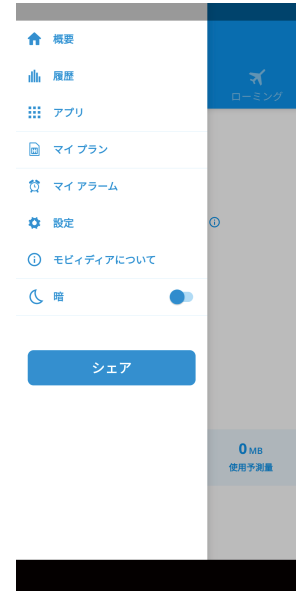 概要
履歴
アプリ
マイ プラン
マイ アラーム
設定
モビィディアについて
暗
シェア
ローミング
0 MB
使用予測量